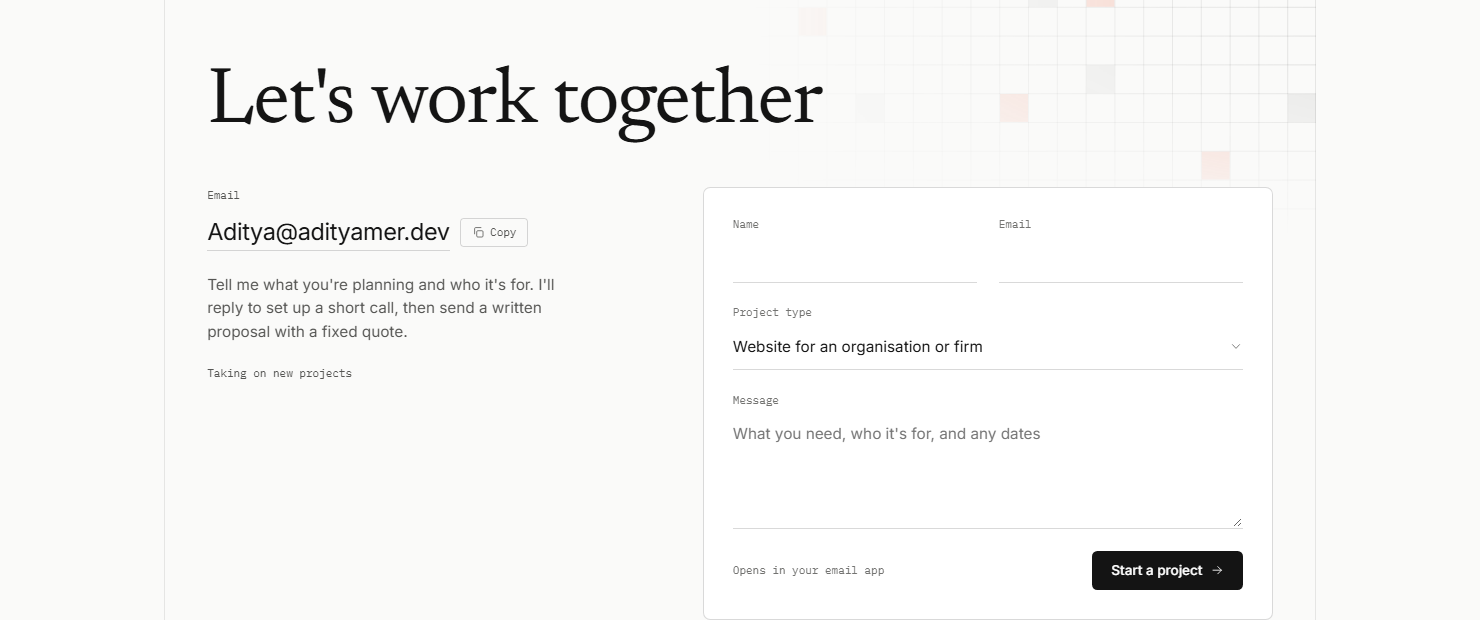 Let's work together
Email
Aditya@adityamer.dev
Copy
Tell me what you're planning and who it's for. I'll
reply to set up a short call, then send a written
proposal with a fixed quote.
Taking on new projects
Name
Email
Project type
Website for an organisation or firm
Message
What you need, who it's for, and any dates
Opens in your email app
Start a project →